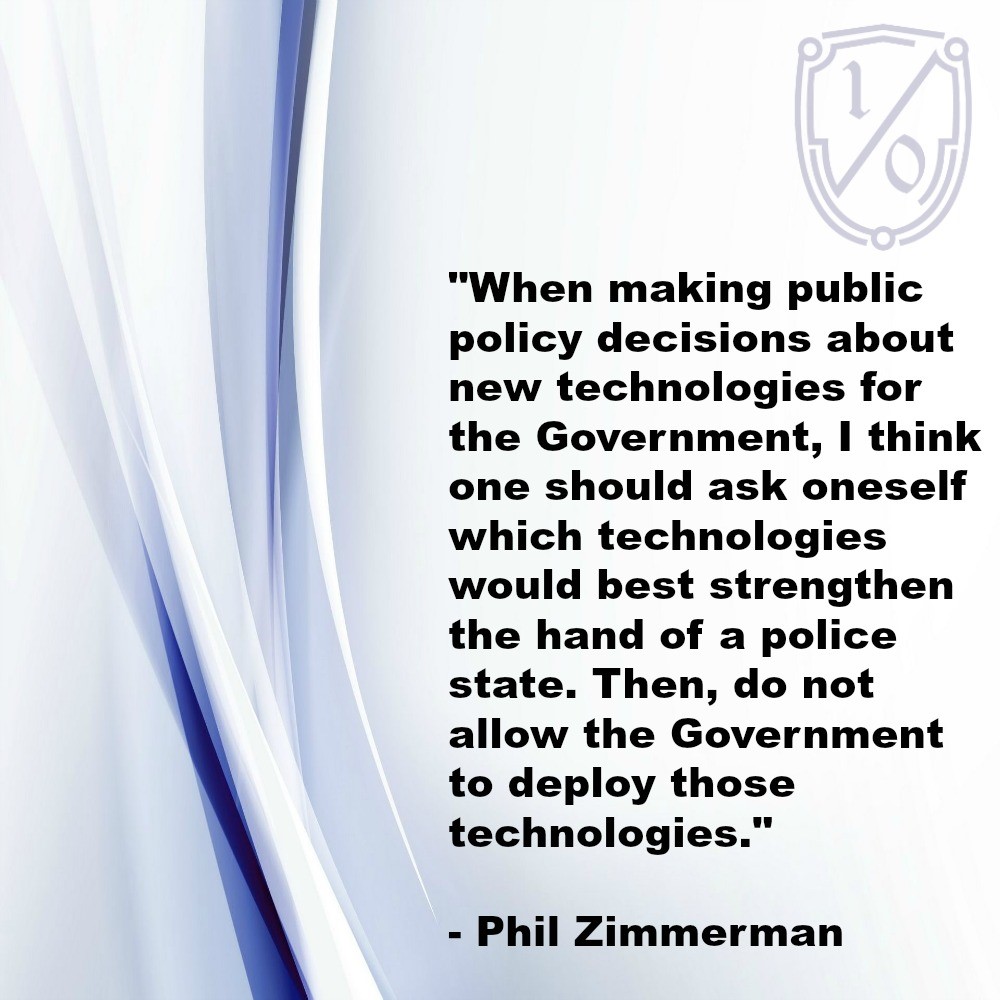 1
0
"When making public
policy decisions about
new technologies for
the Government, I think
one should ask oneself
which technologies
would best strengthen
the hand of a police
state. Then, do not
allow the Government
to deploy those
technologies."
- Phil Zimmerman